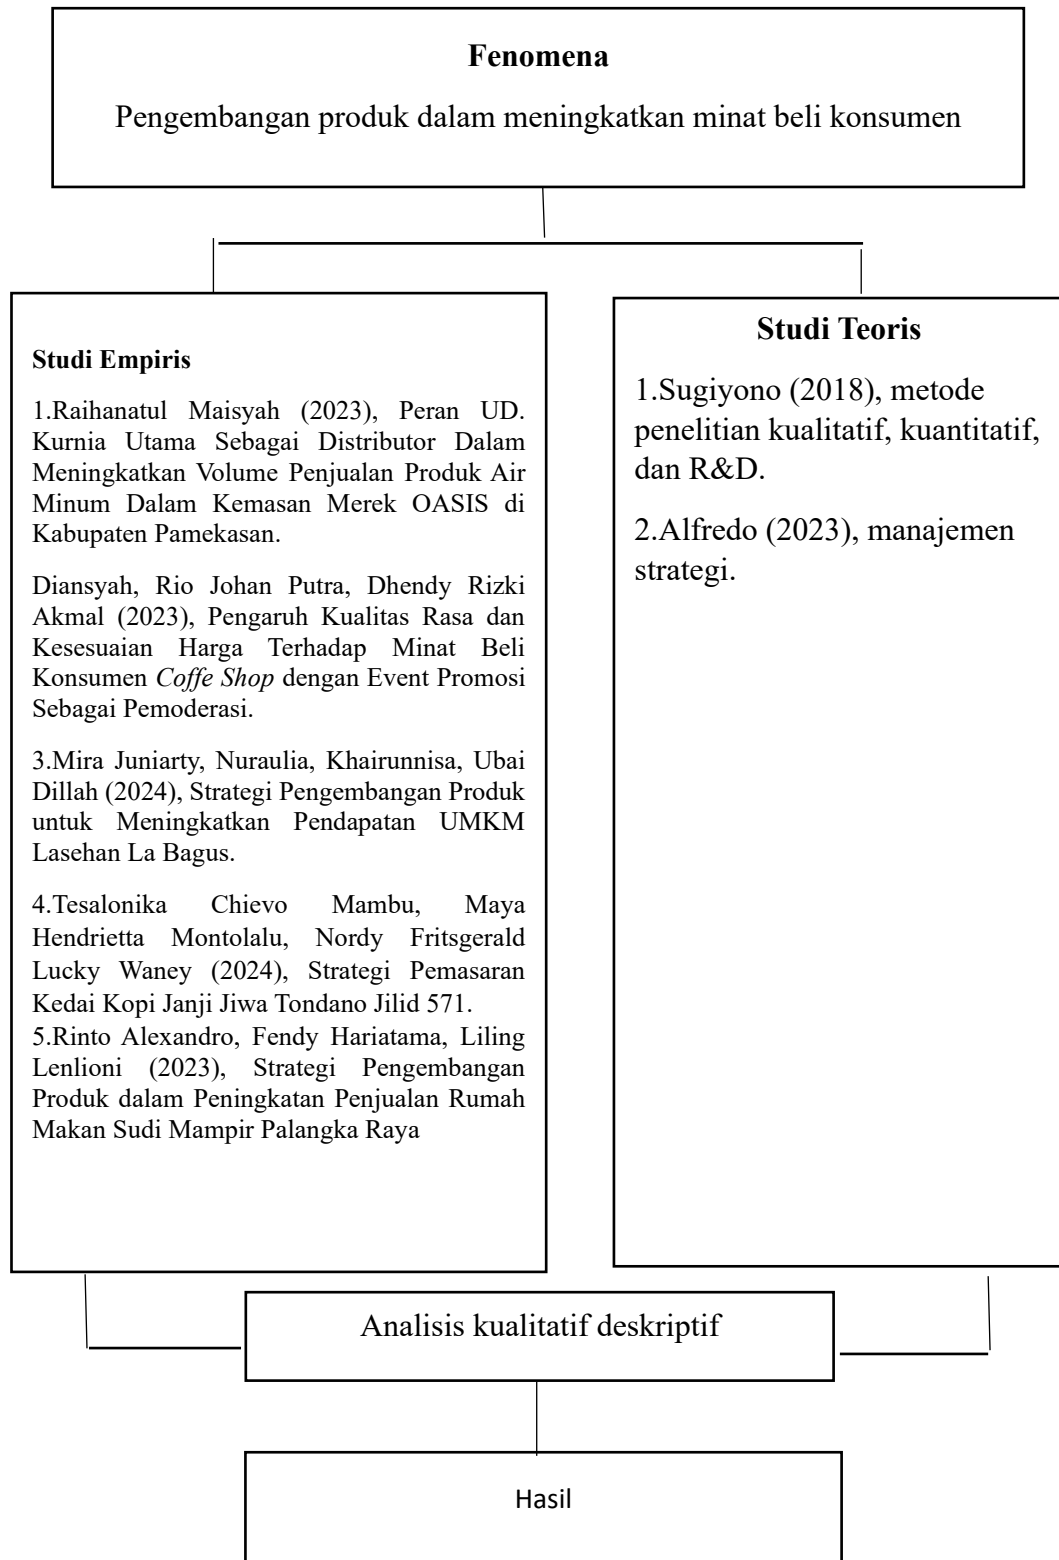 Fenomena
Pengembangan produk dalam meningkatkan minat beli konsumen
Studi Empiris
1.Raihanatul Maisyah (2023), Peran UD.
Kurnia Utama Sebagai Distributor Dalam
Meningkatkan Volume Penjualan Produk Air
Minum Dalam Kemasan Merek OASIS di
Kabupaten Pamekasan.
Diansyah, Rio Johan Putra, Dhendy Rizki
Akmal (2023), Pengaruh Kualitas Rasa dan
Kesesuaian Harga Terhadap Minat Beli
Konsumen Coffe Shop dengan Event Promosi
Sebagai Pemoderasi.
3.Mira Juniarty, Nuraulia, Khairunnisa, Ubai
Dillah (2024), Strategi Pengembangan Produk
untuk Meningkatkan Pendapatan UMKM
Lasehan La Bagus.
4.Tesalonika Chievo Mambu, Maya
Hendrietta Montolalu, Nordy Fritsgerald
Lucky Waney (2024), Strategi Pemasaran
Kedai Kopi Janji Jiwa Tondano Jilid 571.
5.Rinto Alexandro, Fendy Hariatama, Liling
Lenlioni (2023), Strategi Pengembangan
Produk dalam Peningkatan Penjualan Rumah
Makan Sudi Mampir Palangka Raya
Studi Teoris
1.Sugiyono (2018), metode
penelitian kualitatif, kuantitatif,
dan R&D.
2.Alfredo (2023), manajemen
strategi.
Analisis kualitatif deskriptif
Hasil